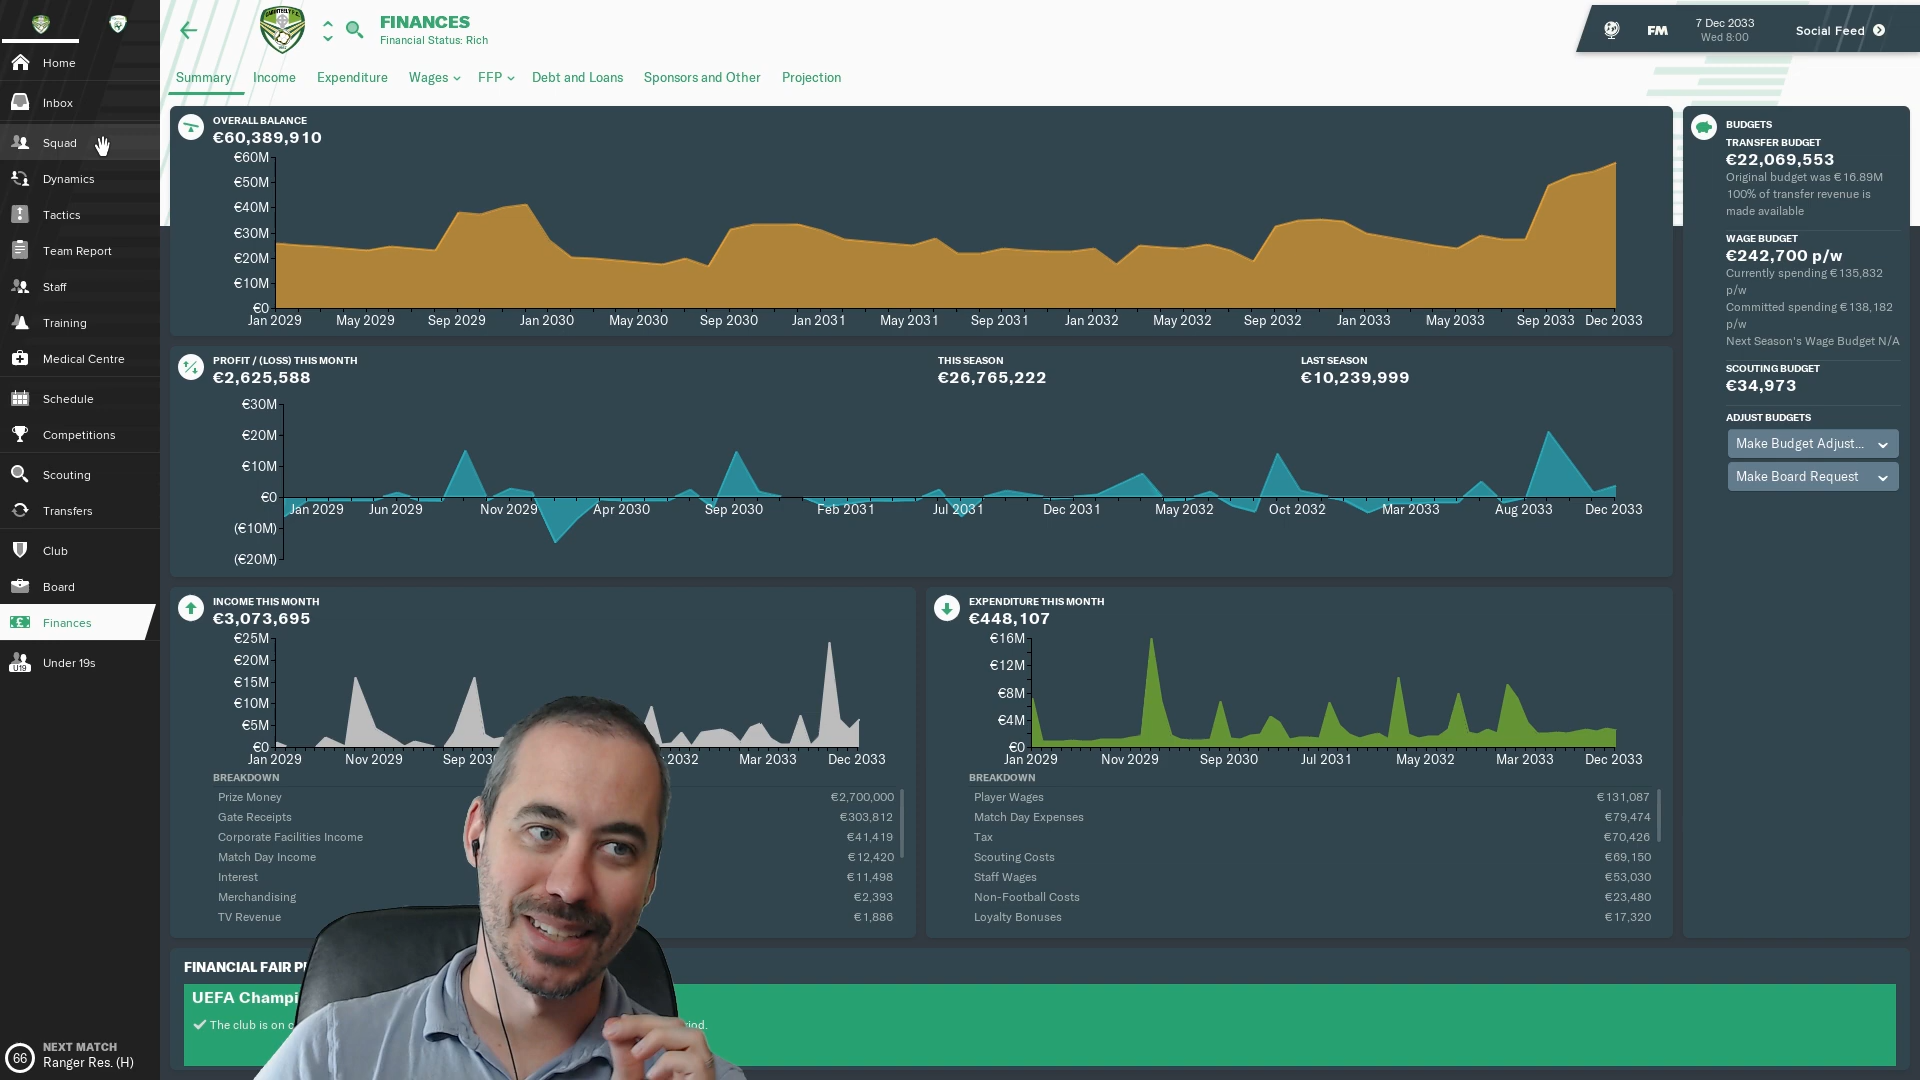 FINANCES
Financial Status: Rich
FM
7 Dec 2033
Wed 8:00
Social Feed
Home
Inbox
Squad
Dynamics
Tactics
Team Report
Staff
Training
Medical Centre
Schedule
Competitions
Scouting
Transfers
Club
Board
Finances
U19
Under 19s
66
NEXT MATCH
Ranger Res. (H)
Summary
Income
Expenditure
Wages
FFP
Debt and Loans
Sponsors and Other
Projection
OVERALL BALANCE
€60,389,910
€60M
€50M
€40M
€30M
€20M
€10M
€0
Jan 2029
May 2029
Sep 2029
Jan 2030
May 2030
Sep 2030
Jan 2031
May 2031
Sep 2031
Jan 2032
May 2032
Sep 2032
Jan 2033
May 2033
Sep 2033
Dec 2033
PROFIT / (LOSS) THIS MONTH
€2,625,588
THIS SEASON
€26,765,222
LAST SEASON
€10,239,999
€30M
€20M
€10M
€0
(€10M)
(€20M)
Jan 2029
Jun 2029
Nov 2029
Apr 2030
Sep 2030
Feb 2031
Jul 2031
Dec 2031
May 2032
Oct 2032
Mar 2033
Aug 2033
Dec 2033
INCOME THIS MONTH
€3,073,695
€25M
€20M
€15M
€10M
€5M
€0
Jan 2029
Nov 2029
Sep 2030
2032
Mar 2033
Dec 2033
BREAKDOWN
Prize Money €2,700,000
Gate Receipts €303,812
Corporate Facilities Income €41,419
Match Day Income €12,420
Interest €11,498
Merchandising €2,393
TV Revenue €1,886
EXPENDITURE THIS MONTH
€448,107
€16M
€12M
€8M
€4M
€0
Jan 2029
Nov 2029
Sep 2030
Jul 2031
May 2032
Mar 2033
Dec 2033
BREAKDOWN
Player Wages €131,087
Match Day Expenses €79,474
Tax €70,426
Scouting Costs €69,150
Staff Wages €53,030
Non-Football Costs €23,480
Loyalty Bonuses €17,320
BUDGETS
TRANSFER BUDGET
€22,069,553
Original budget was €16.89M
100% of transfer revenue is
made available
WAGE BUDGET
€242,700 p/w
Currently spending €135,832
p/w
Committed spending €138,182
p/w
Next Season's Wage Budget N/A
SCOUTING BUDGET
€34,973
ADJUST BUDGETS
Make Budget Adjust...
Make Board Request
FINANCIAL FAIR P
UEFA Champi
The club is on c
riod.